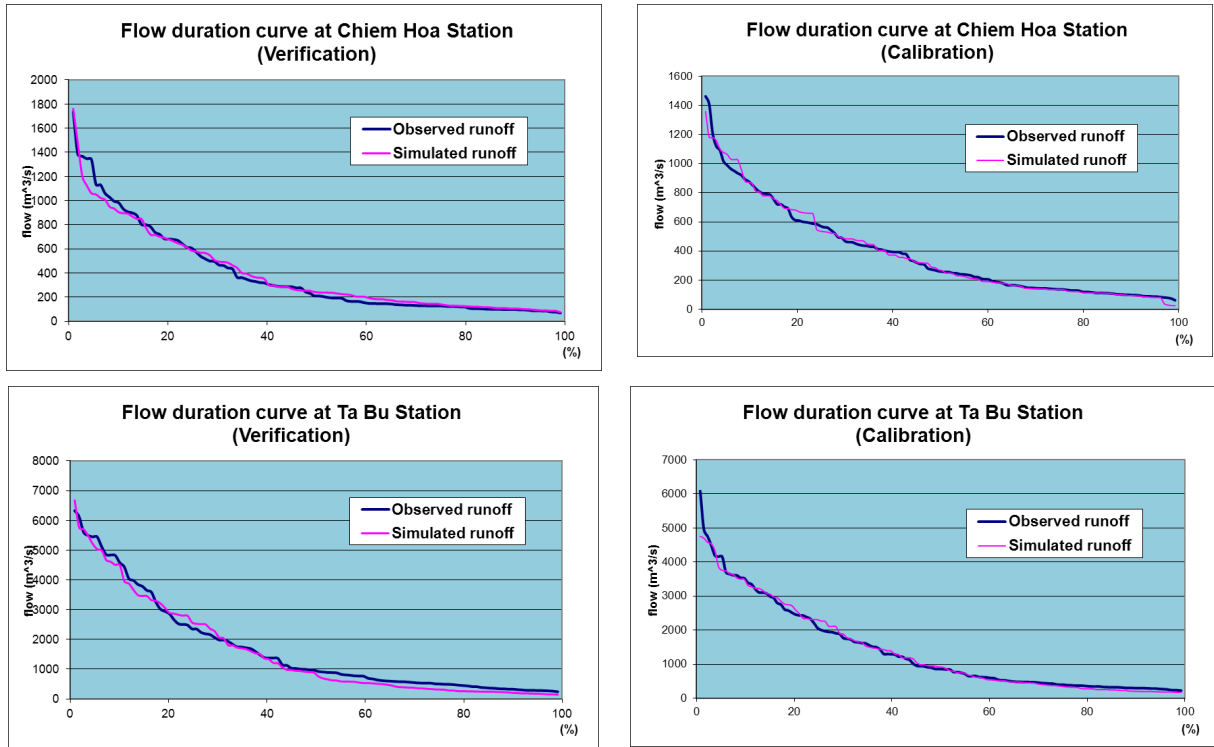 Flow duration curve at Chiem Hoa Station
(Verification)
flow (m^3/s)
2000
1800
1600
1400
1200
1000
800
600
400
200
0
Observed runoff
Simulated runoff
0 20 40 60 80 100
(%)
Flow duration curve at Chiem Hoa Station
(Calibration)
flow (m^3/s)
1600
1400
1200
1000
800
600
400
200
0
Observed runoff
Simulated runoff
0 20 40 60 80 100
(%)
Flow duration curve at Ta Bu Station
(Verification)
flow (m^3/s)
8000
7000
6000
5000
4000
3000
2000
1000
0
Observed runoff
Simulated runoff
0 20 40 60 80 100
(%)
Flow duration curve at Ta Bu Station
(Calibration)
flow (m^3/s)
7000
6000
5000
4000
3000
2000
1000
0
Observed runoff
Simulated runoff
0 20 40 60 80 100
(%)